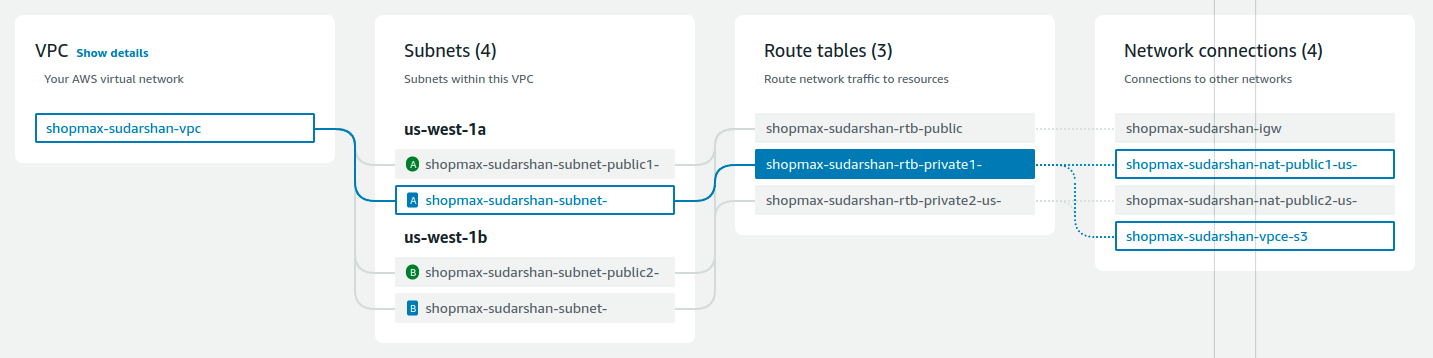 VPC Show details
Your AWS virtual network
shopmax-sudarshan-vpc
Subnets (4)
Subnets within this VPC
us-west-1a
A shopmax-sudarshan-subnet-public1-
A shopmax-sudarshan-subnet-
us-west-1b
B shopmax-sudarshan-subnet-public2-
B shopmax-sudarshan-subnet-
Route tables (3)
Route network traffic to resources
shopmax-sudarshan-rtb-public
shopmax-sudarshan-rtb-private1-
shopmax-sudarshan-rtb-private2-us-
Network connections (4)
Connections to other networks
shopmax-sudarshan-igw
shopmax-sudarshan-nat-public1-us-
shopmax-sudarshan-nat-public2-us-
shopmax-sudarshan-vpce-s3